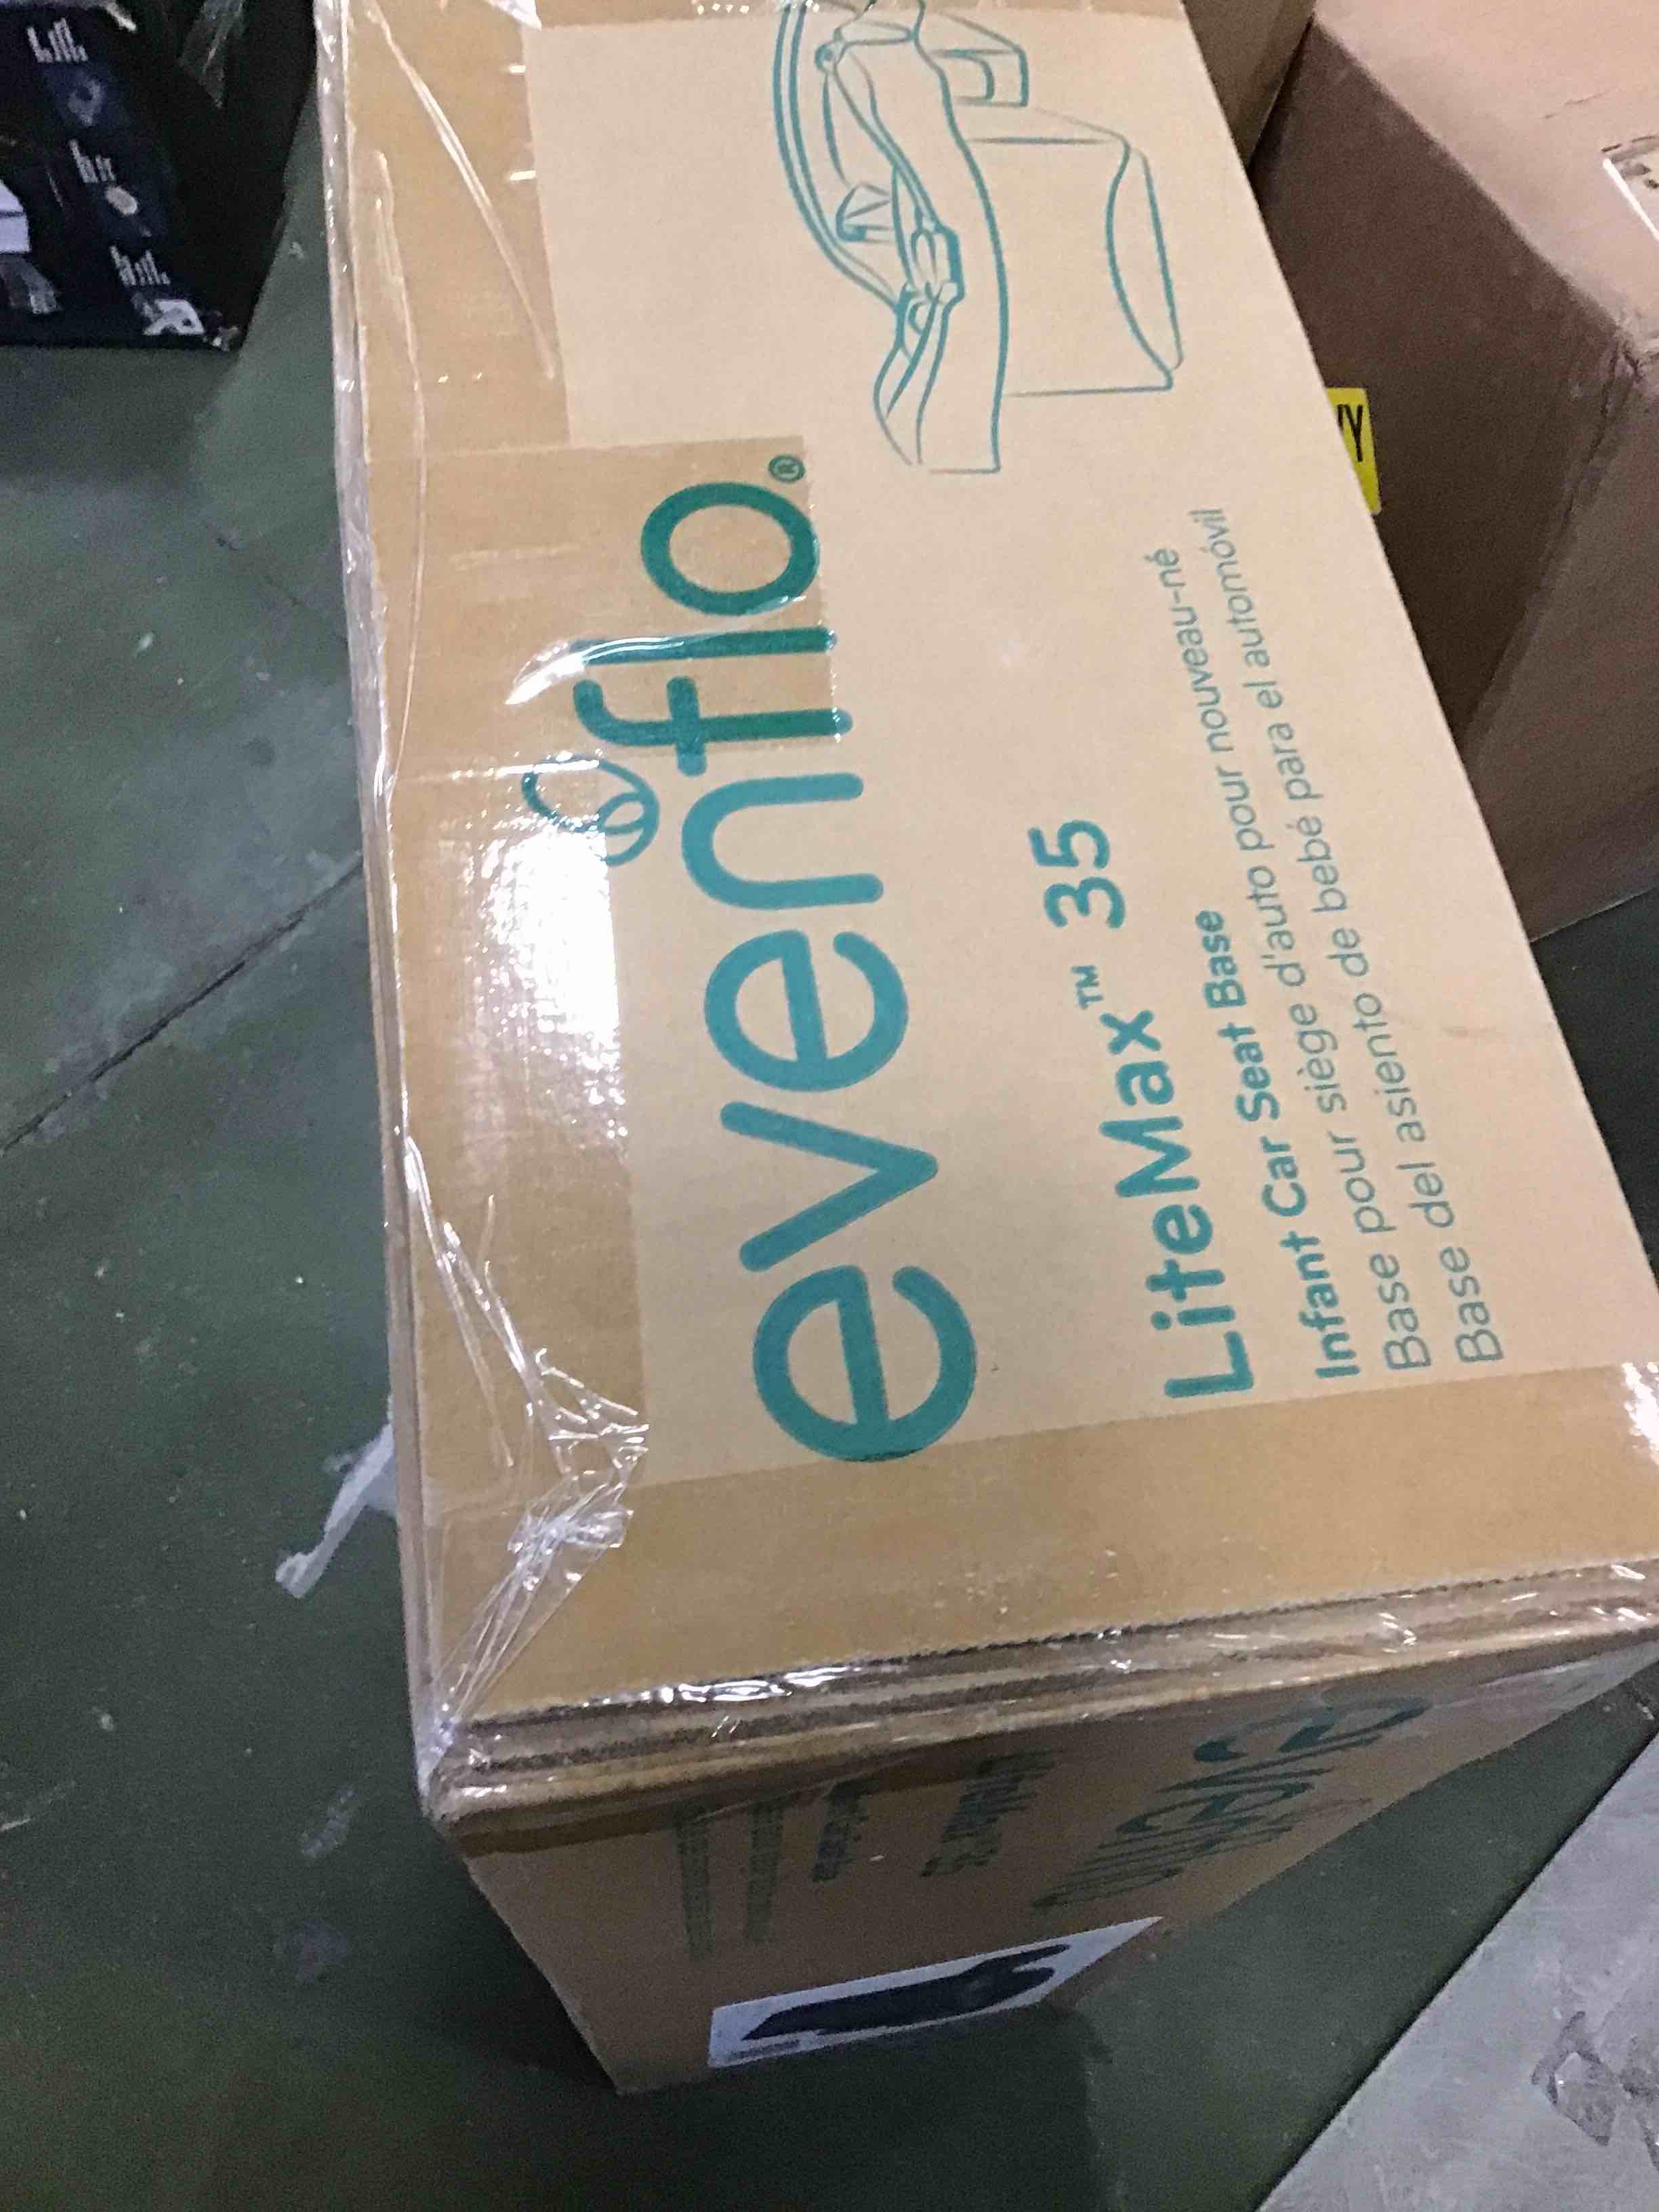 evenflo®
LiteMax™ 35
Infant Car Seat Base
Base pour siège d'auto pour nouveau-né
Base del asiento de bebé para el automóvil